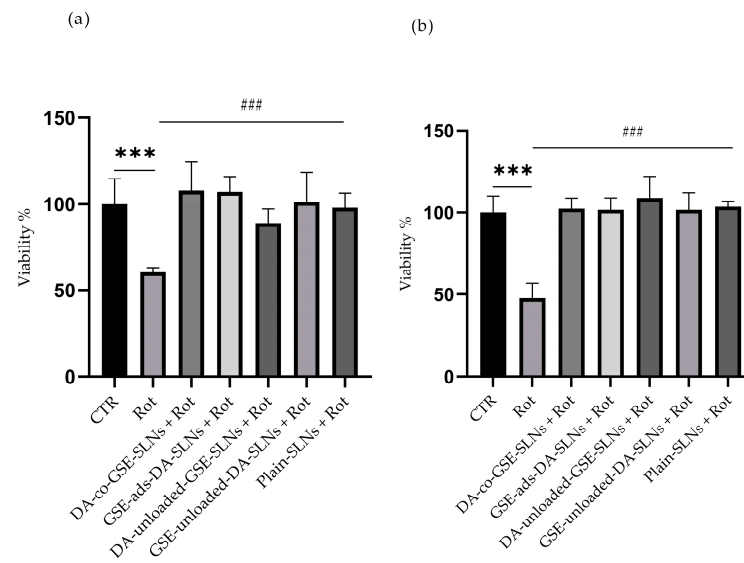 (a)
Viability %
150
100
50
0
***
###
CTR
Rot
DA-co-GSE-SLNs + Rot
GSE-ads-DA-SLNs + Rot
DA-unloaded-GSE-SLNs + Rot
GSE-unloaded-DA-SLNs + Rot
Plain-SLNs + Rot
(b)
Viability %
150
100
50
0
***
###
CTR
Rot
DA-co-GSE-SLNs + Rot
GSE-ads-DA-SLNs + Rot
DA-unloaded-GSE-SLNs + Rot
GSE-unloaded-DA-SLNs + Rot
Plain-SLNs + Rot